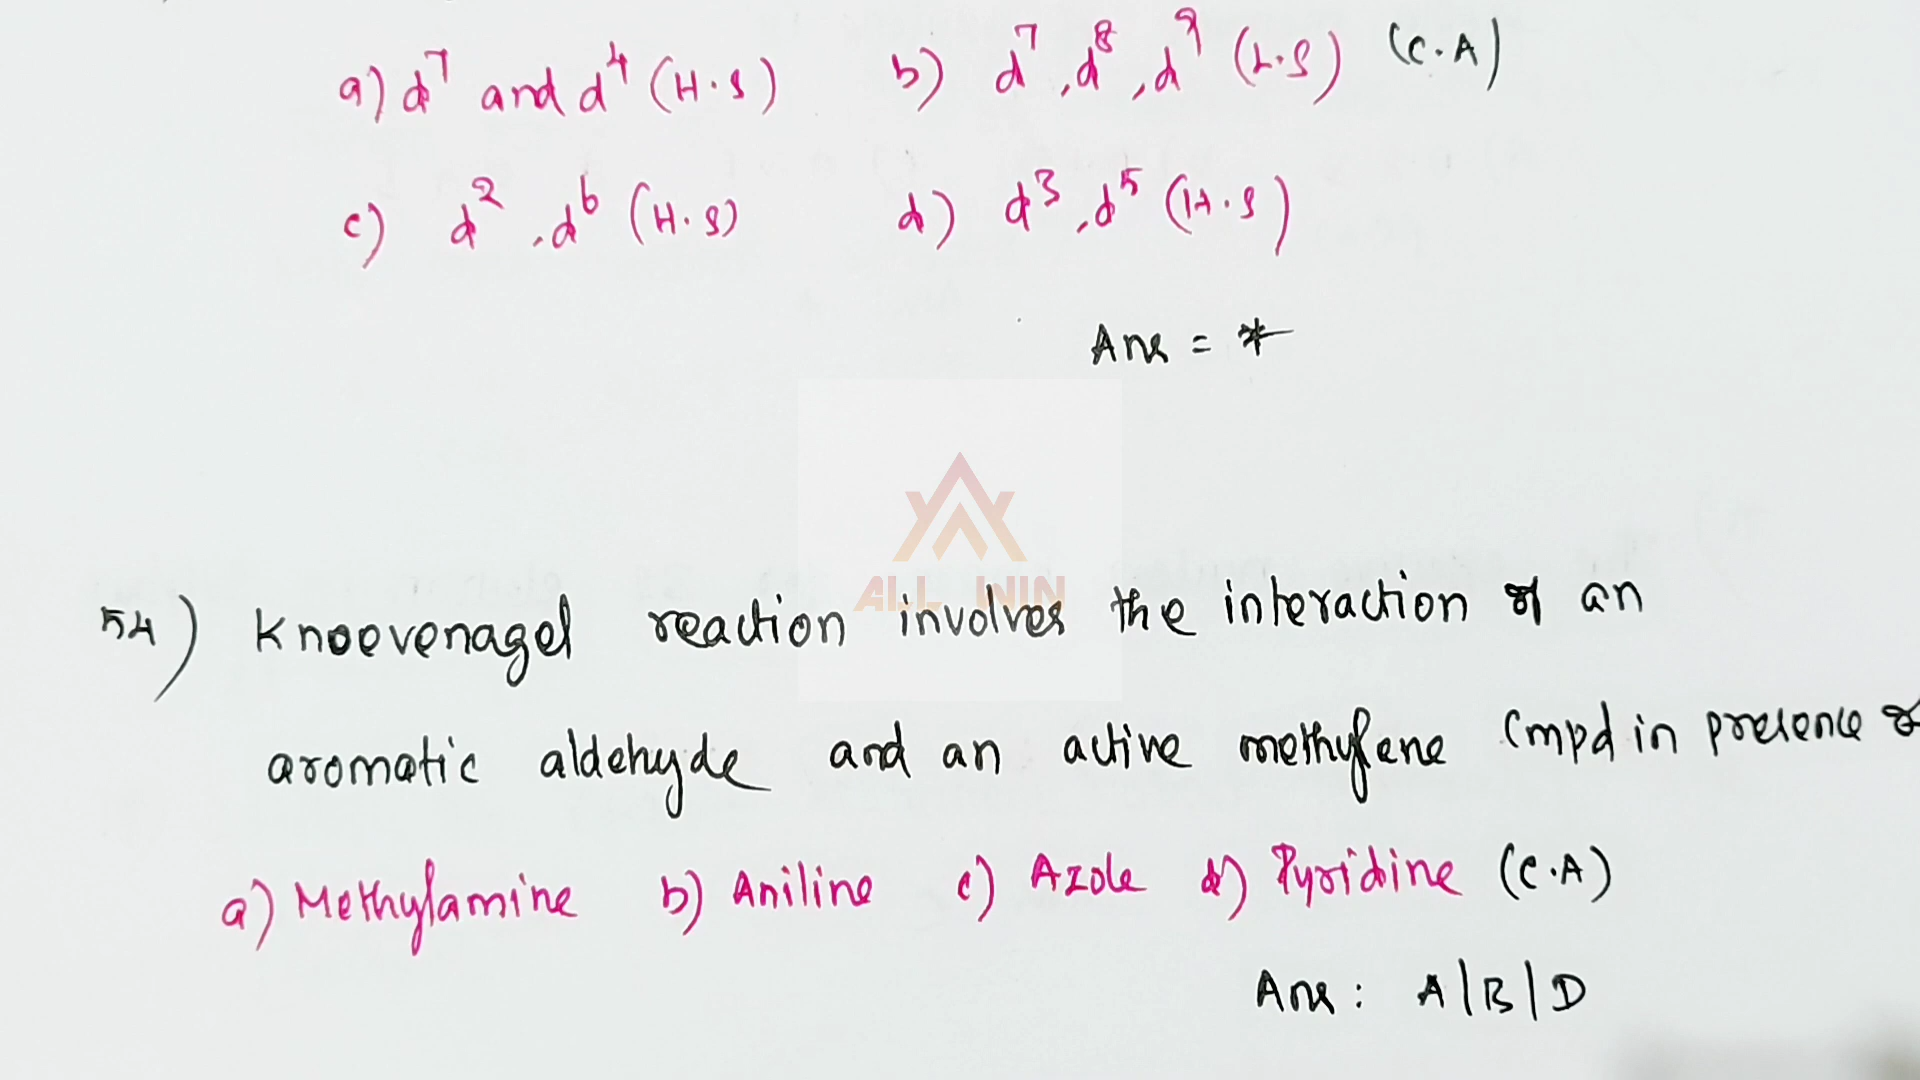 a) d⁷ and d⁴ (H.S) b) d⁷, d⁸, d⁹ (L.S) (C.A)
c) d², d⁶ (H.S) d) d³, d⁵ (H.S)
Ans = *
ALL WIN
54) Knoevenagel reaction involves the interaction of an
aromatic aldehyde and an active methylene cmpd in presence of
a) Methylamine b) Aniline c) Azole d) Pyridine (C.A)
Ans : A|B|D